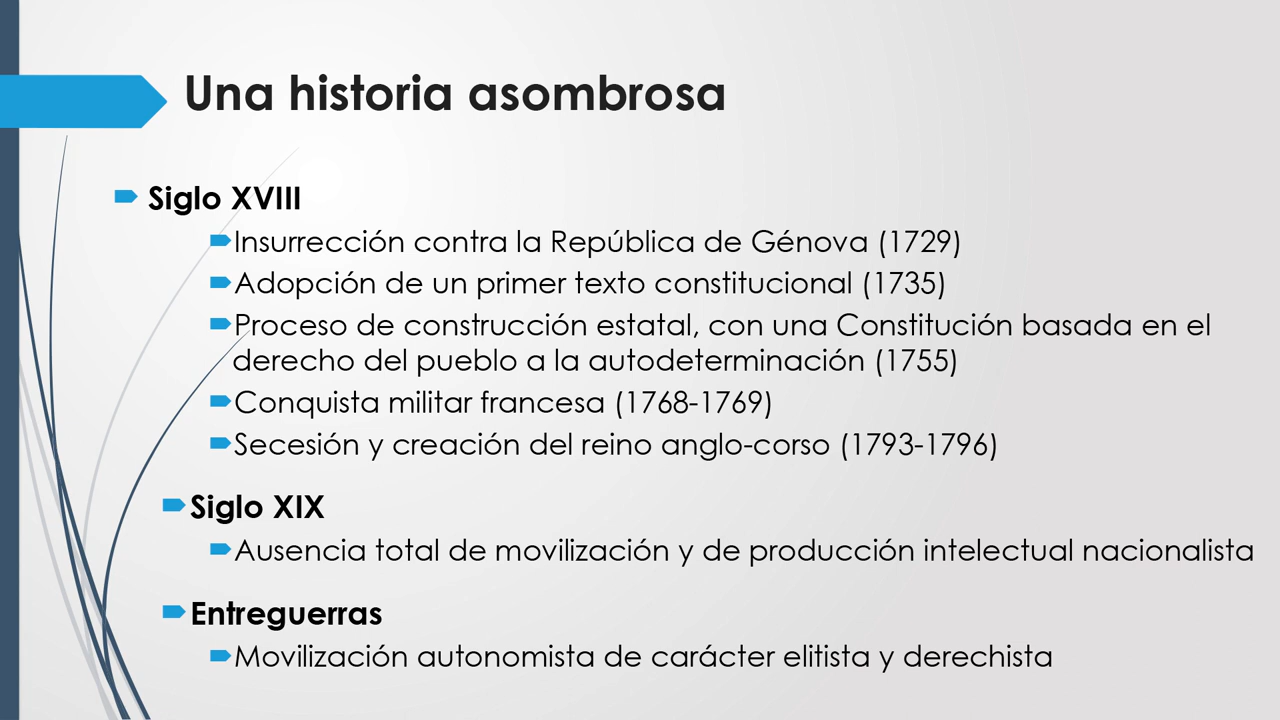 Una historia asombrosa
Siglo XVIII
Insurrección contra la República de Génova (1729)
Adopción de un primer texto constitucional (1735)
Proceso de construcción estatal, con una Constitución basada en el
derecho del pueblo a la autodeterminación (1755)
Conquista militar francesa (1768-1769)
Secesión y creación del reino anglo-corso (1793-1796)
Siglo XIX
Ausencia total de movilización y de producción intelectual nacionalista
Entreguerras
Movilización autonomista de carácter elitista y derechista